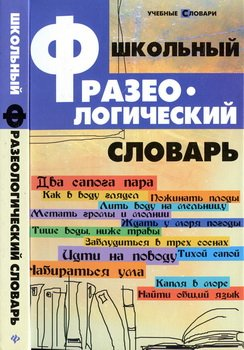 ШКОЛЬНЫЙ ФРАЗЕОЛОГИЧЕСКИЙ СЛОВАРЬ
УЧЕБНЫЕ СЛОВАРИ
ШКОЛЬНЫЙ
ФРАЗЕО•
ЛОГИЧЕСКИЙ
СЛОВАРЬ
Два сапога пара
Как в воду глядел
Пожинать плоды
Лить воду на мельницу
Метать громы и молнии
Ждать у моря погоды
Тише воды, ниже травы
Заблудиться в трех соснах
Идти на поводу
Тихой сапой
Набираться ума
Капля в море
Найти общий язык